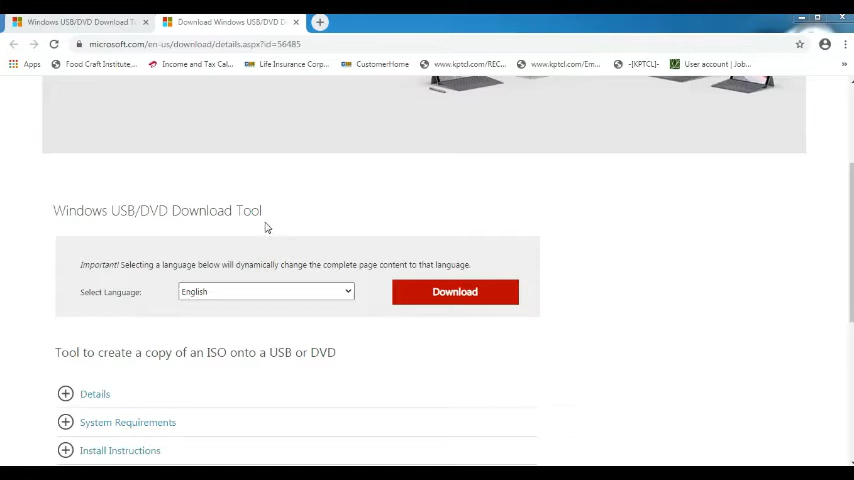 Windows USB/DVD Download T
Download Windows USB/DVD D
microsoft.com/en-us/download/details.aspx?id=56485
Apps
Food Craft Institute,...
Income and Tax Cal...
Life Insurance Corp...
CustomerHome
www.kptcl.com/REC...
www.kptcl.com/Em...
-[KPTCL]-
User account | Job...
»
Windows USB/DVD Download Tool
Important! Selecting a language below will dynamically change the complete page content to that language.
Select Language:
English
Download
Tool to create a copy of an ISO onto a USB or DVD
Details
System Requirements
Install Instructions